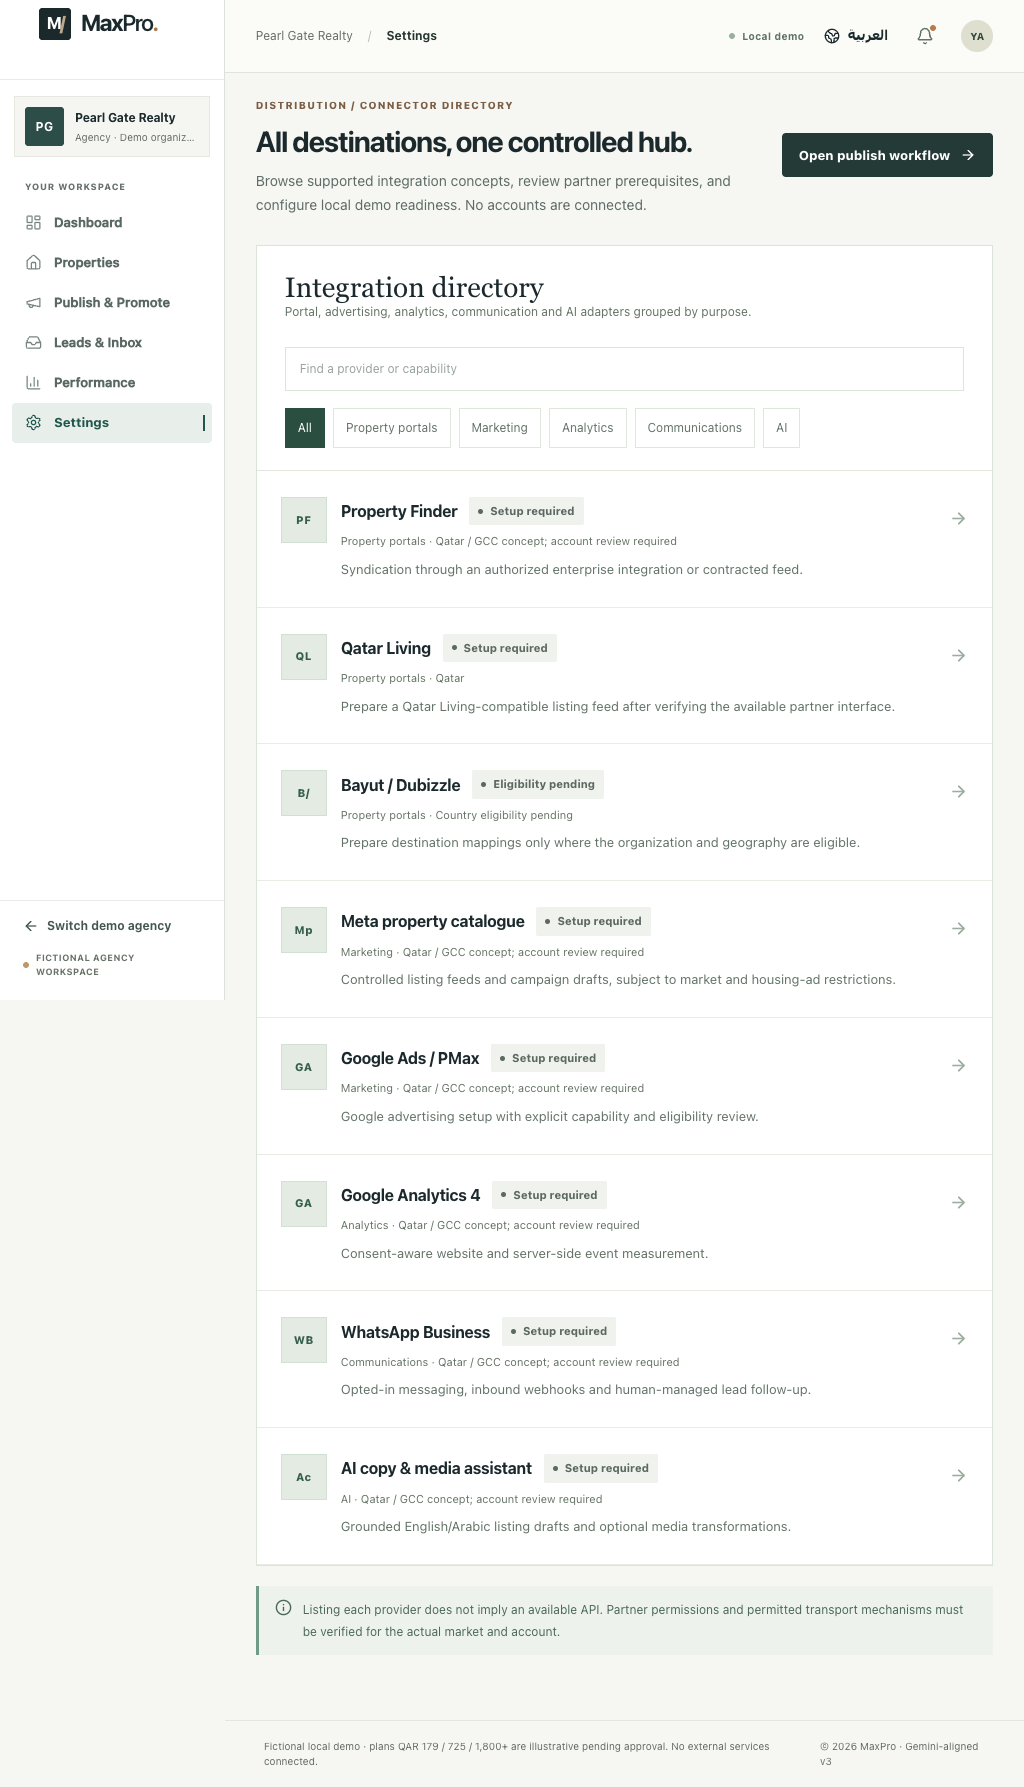 M/ MaxPro.
PG
Pearl Gate Realty
Agency · Demo organiz...
YOUR WORKSPACE
Dashboard
Properties
Publish & Promote
Leads & Inbox
Performance
Settings
Switch demo agency
FICTIONAL AGENCY
WORKSPACE
Pearl Gate Realty / Settings
Local demo
العربية
YA
DISTRIBUTION / CONNECTOR DIRECTORY
All destinations, one controlled hub.
Browse supported integration concepts, review partner prerequisites, and
configure local demo readiness. No accounts are connected.
Open publish workflow
Integration directory
Portal, advertising, analytics, communication and AI adapters grouped by purpose.
Find a provider or capability
All Property portals Marketing Analytics Communications AI
PF
Property Finder Setup required
Property portals · Qatar / GCC concept; account review required
Syndication through an authorized enterprise integration or contracted feed.
QL
Qatar Living Setup required
Property portals · Qatar
Prepare a Qatar Living-compatible listing feed after verifying the available partner interface.
B/
Bayut / Dubizzle Eligibility pending
Property portals · Country eligibility pending
Prepare destination mappings only where the organization and geography are eligible.
Mp
Meta property catalogue Setup required
Marketing · Qatar / GCC concept; account review required
Controlled listing feeds and campaign drafts, subject to market and housing-ad restrictions.
GA
Google Ads / PMax Setup required
Marketing · Qatar / GCC concept; account review required
Google advertising setup with explicit capability and eligibility review.
GA
Google Analytics 4 Setup required
Analytics · Qatar / GCC concept; account review required
Consent-aware website and server-side event measurement.
WB
WhatsApp Business Setup required
Communications · Qatar / GCC concept; account review required
Opted-in messaging, inbound webhooks and human-managed lead follow-up.
Ac
AI copy & media assistant Setup required
AI · Qatar / GCC concept; account review required
Grounded English/Arabic listing drafts and optional media transformations.
Listing each provider does not imply an available API. Partner permissions and permitted transport mechanisms must
be verified for the actual market and account.
Fictional local demo · plans QAR 179 / 725 / 1,800+ are illustrative pending approval. No external services
connected.
© 2026 MaxPro · Gemini-aligned
v3